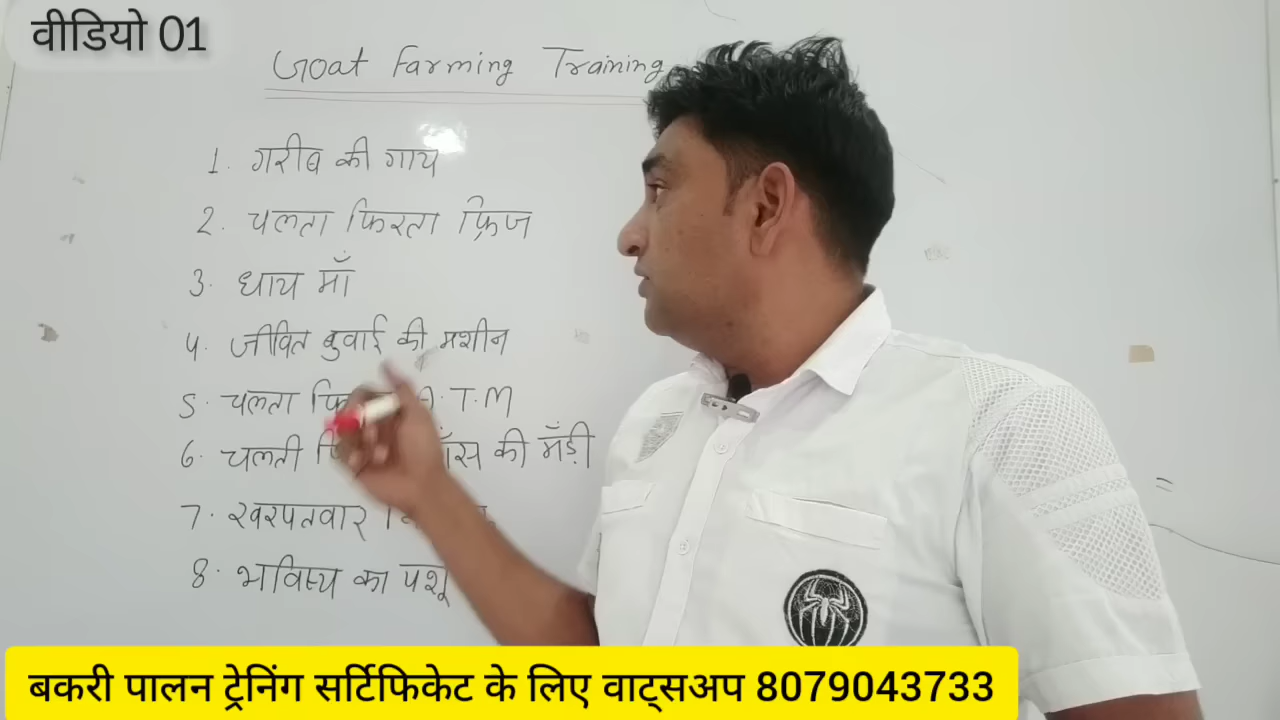 वीडियो 01
Goat Farming Training
1. गरीब की गाय
2. चलता फिरता फ्रिज
3. धाय माँ
4. जीवित बुवाई की मशीन
5. चलता T.M
6. चलती की मँड़ी
7. खरपतवार
8. भविष्य का पशू
बकरी पालन ट्रेनिंग सर्टिफिकेट के लिए वाट्सअप 8079043733